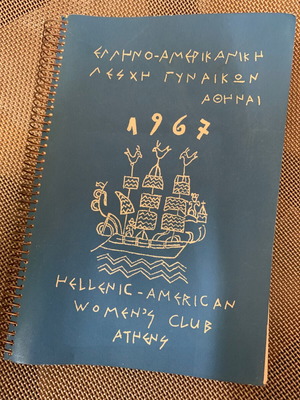 ΕΛΛΗΝΟ-ΑΜΕΡΙΚΑΝΙΚΗ
ΛΕΣΧΗ ΓΥΝΑΙΚΩΝ
ΑΘΗΝΑΙ
1967
HELLENIC-AMERICAN
WOMEN'S CLUB
ATHENS